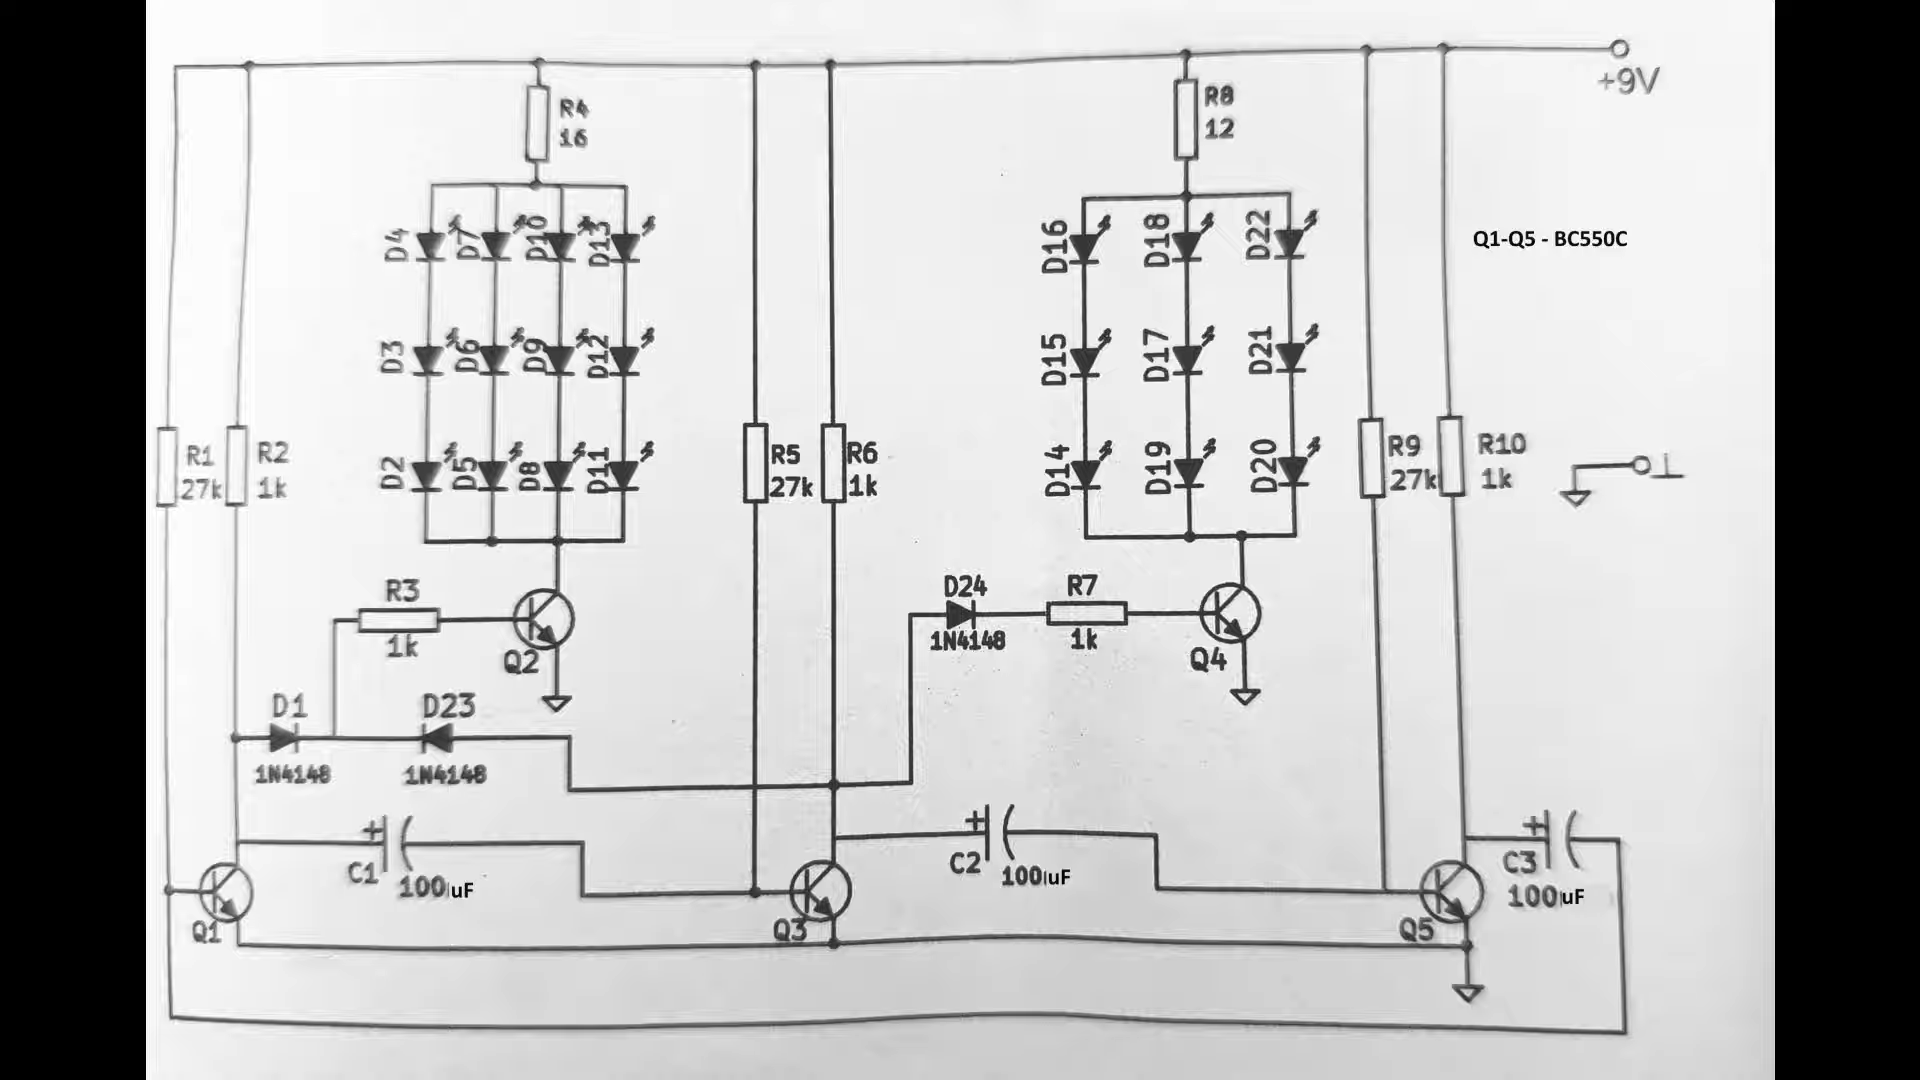 +9V
R4
16
R8
12
D4
D7
D10
D13
D16
D18
D22
Q1-Q5 - BC550C
D3
D6
D9
D12
D15
D17
D21
R1
27k
R2
1k
D2
D5
D8
D11
R5
27k
R6
1k
D14
D19
D20
R9
27k
R10
1k
R3
1k
Q2
D24
1N4148
R7
1k
Q4
D1
1N4148
D23
1N4148
C1
100uF
C2
100uF
C3
100uF
Q1
Q3
Q5